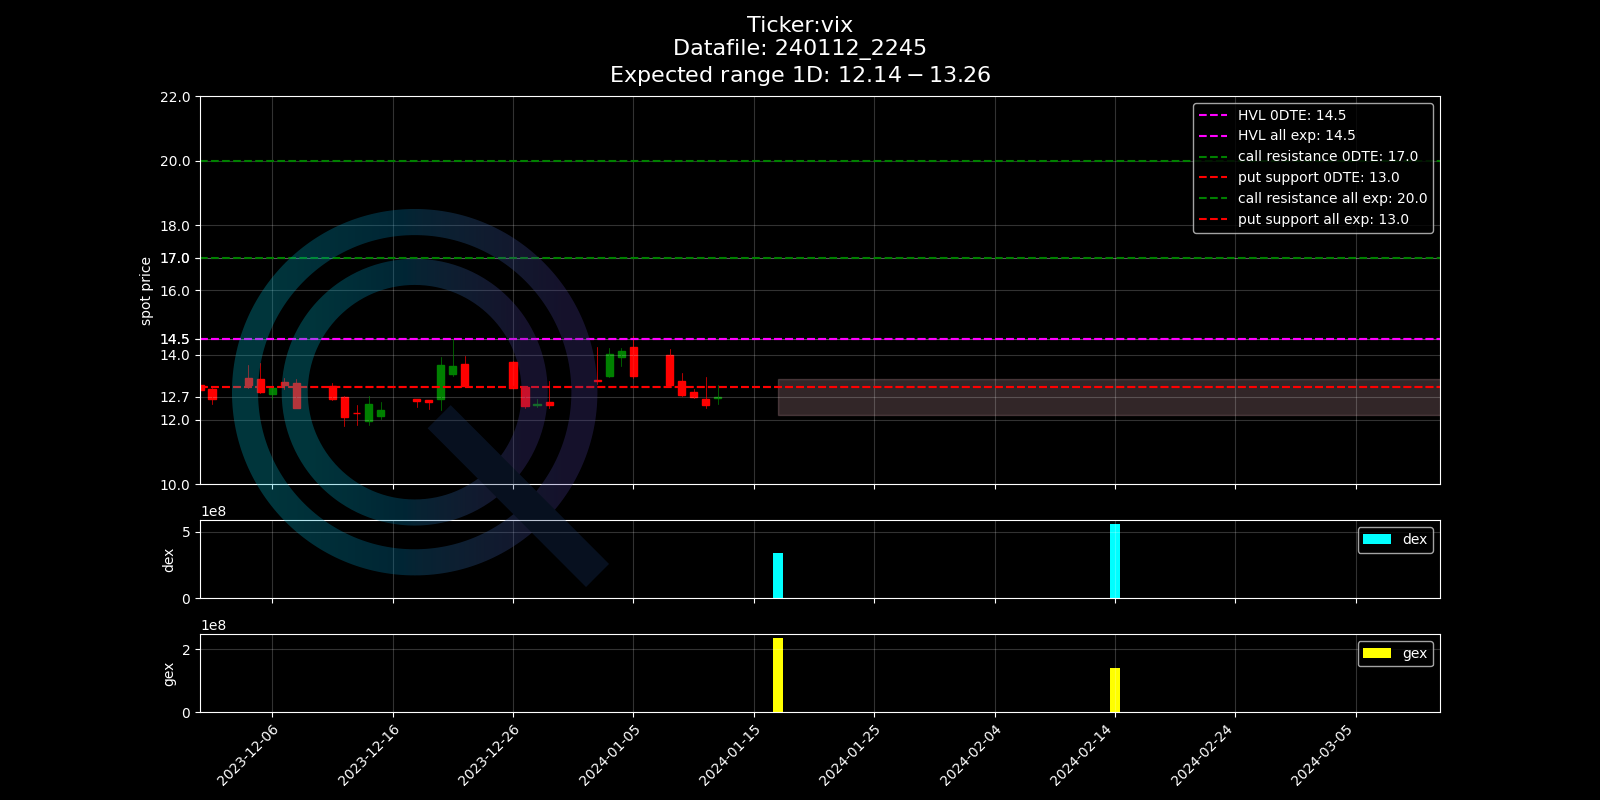 Ticker:vix
Datafile: 240112_2245
Expected range 1D: 12.14 − 13.26
22.0
20.0
18.0
17.0
16.0
14.5
14.0
13.0
12.7
12.0
10.0
spot price
HVL 0DTE: 14.5
HVL all exp: 14.5
call resistance 0DTE: 17.0
put support 0DTE: 13.0
call resistance all exp: 20.0
put support all exp: 13.0
1e8
5
0
dex
dex
1e8
2
0
gex
gex
2023-12-06
2023-12-16
2023-12-26
2024-01-05
2024-01-15
2024-01-25
2024-02-04
2024-02-14
2024-02-24
2024-03-05